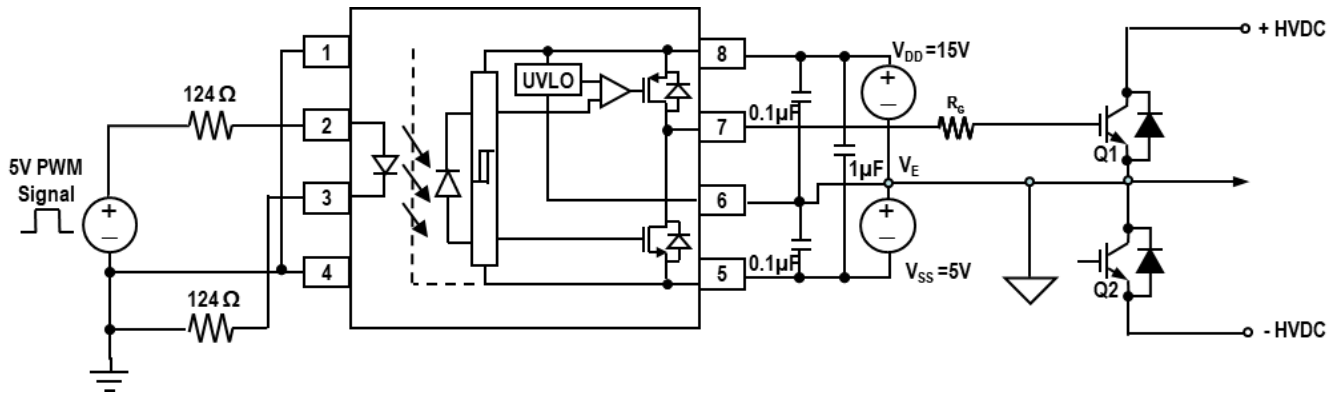 + HVDC
1
8
V_DD =15V
UVLO
124 Ω
2
0.1µF
R_G
7
Q1
5V PWM
Signal
1µF
V_E
3
6
4
5
0.1µF
V_SS =5V
Q2
124 Ω
- HVDC